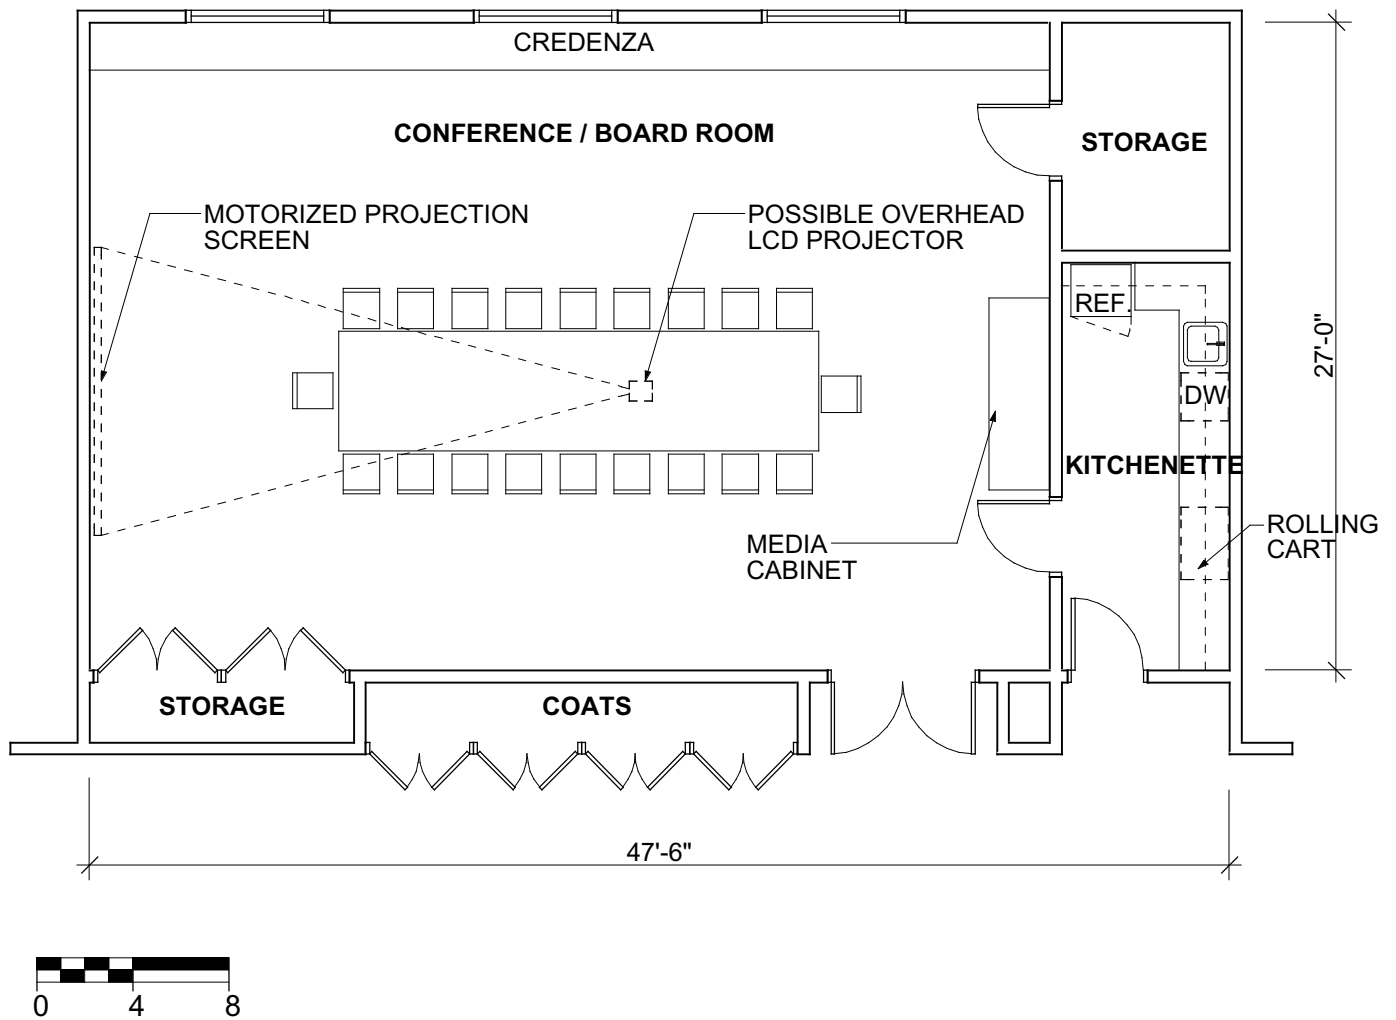 CREDENZA
CONFERENCE / BOARD ROOM
STORAGE
MOTORIZED PROJECTION
SCREEN
POSSIBLE OVERHEAD
LCD PROJECTOR
REF.
27'-0"
DW
KITCHENETTE
ROLLING
CART
MEDIA
CABINET
STORAGE
COATS
47'-6"
0 4 8